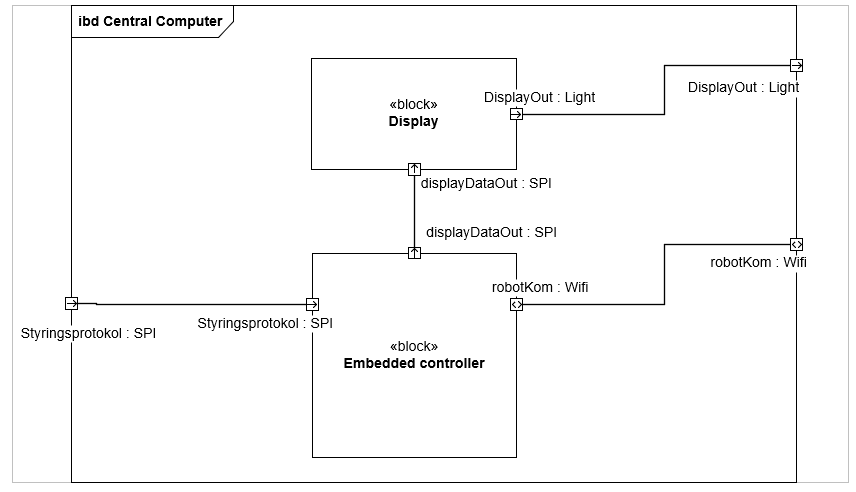 ibd Central Computer
DisplayOut : Light
DisplayOut : Light
«block»
Display
displayDataOut : SPI
displayDataOut : SPI
robotKom : Wifi
robotKom : Wifi
Styringsprotokol : SPI
Styringsprotokol : SPI
«block»
Embedded controller